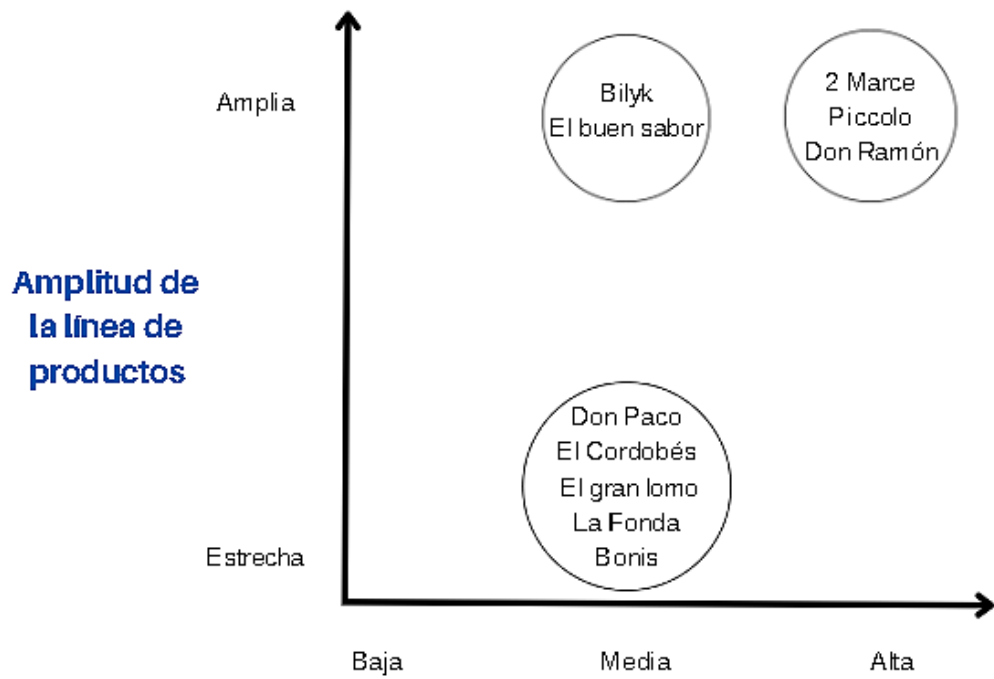 Amplia
Bilyk
El buen sabor
2 Marce
Piccolo
Don Ramón
Amplitud de
la línea de
productos
Don Paco
El Cordobés
El gran lomo
La Fonda
Bonis
Estrecha
Baja
Media
Alta